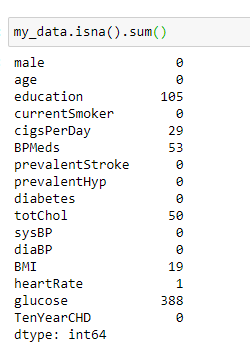 my_data.isna().sum()
male 0
age 0
education 105
currentSmoker 0
cigsPerDay 29
BPMeds 53
prevalentStroke 0
prevalentHyp 0
diabetes 0
totChol 50
sysBP 0
diaBP 0
BMI 19
heartRate 1
glucose 388
TenYearCHD 0
dtype: int64